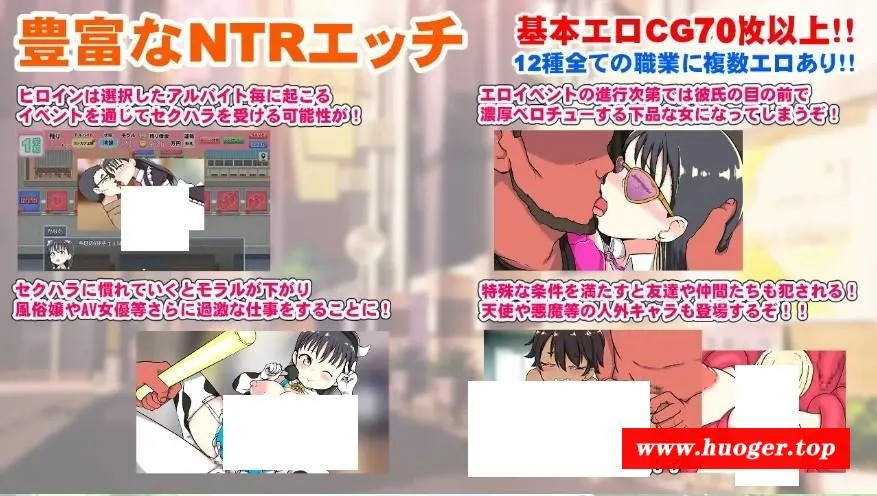 豊富なNTRエッチ
基本エロCG70枚以上!!
12種全ての職業に複数エロあり!!
ヒロインは選択したアルバイト毎に起こる
イベントを通じてセクハラを受ける可能性が!
エロイベントの進行次第では彼氏の目の前で
濃厚ベロチューする下品な女になってしまうぞ!
セクハラに慣れていくとモラルが下がり
風俗嬢やAV女優等さらに過激な仕事をすることに!
特殊な条件を満たすと友達や仲間たちも犯される!
天使や悪魔等の人外キャラも登場するぞ!!
www.huoger.top